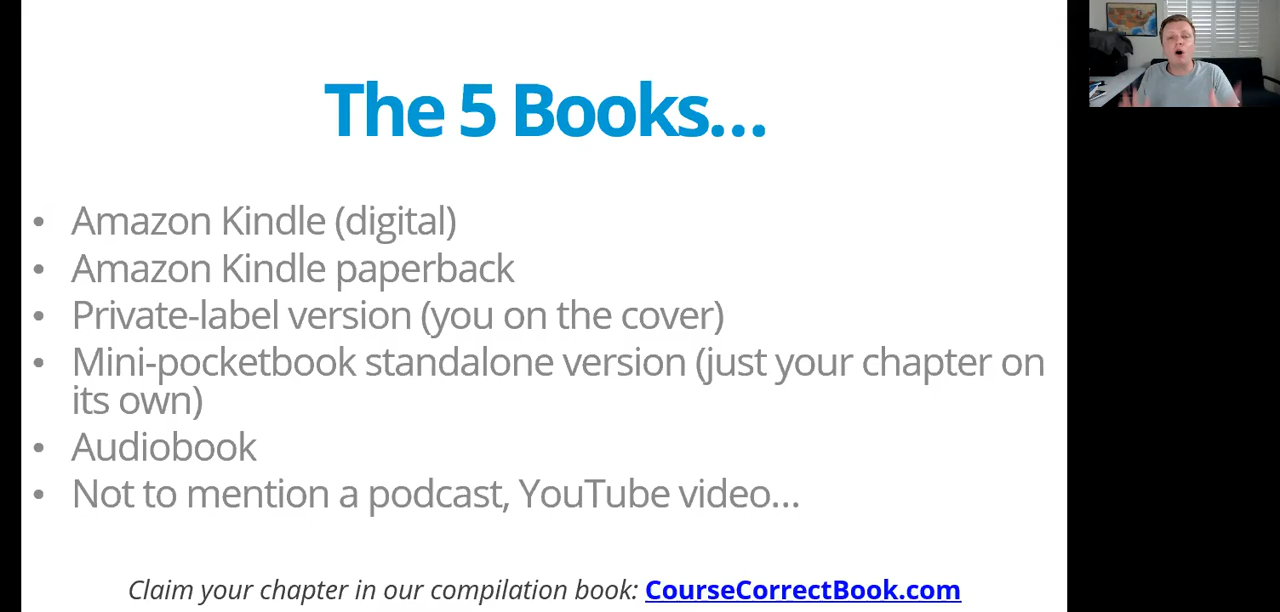 The 5 Books...
• Amazon Kindle (digital)
• Amazon Kindle paperback
• Private-label version (you on the cover)
• Mini-pocketbook standalone version (just your chapter on
its own)
• Audiobook
• Not to mention a podcast, YouTube video...
Claim your chapter in our compilation book: CourseCorrectBook.com